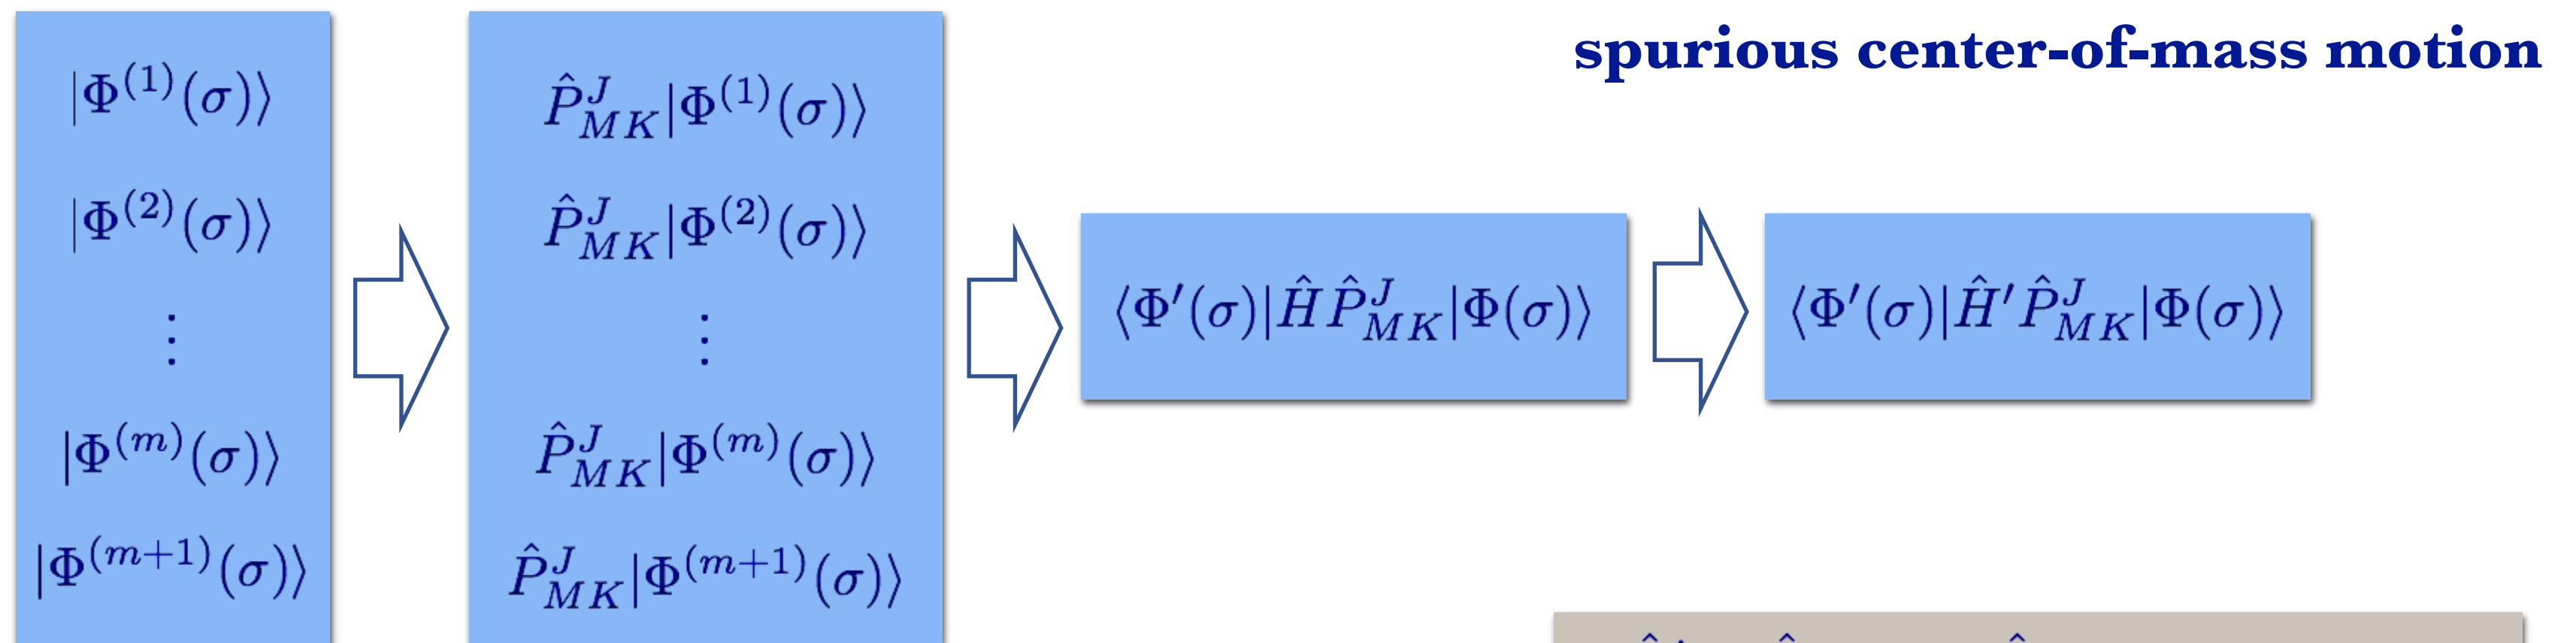 spurious center-of-mass motion
|Φ^{(1)}(σ)⟩
|Φ^{(2)}(σ)⟩
⋮
|Φ^{(m)}(σ)⟩
|Φ^{(m+1)}(σ)⟩
P̂^J_{MK}|Φ^{(1)}(σ)⟩
P̂^J_{MK}|Φ^{(2)}(σ)⟩
⋮
P̂^J_{MK}|Φ^{(m)}(σ)⟩
P̂^J_{MK}|Φ^{(m+1)}(σ)⟩
⟨Φ′(σ)|ĤP̂^J_{MK}|Φ(σ)⟩
⟨Φ′(σ)|Ĥ′P̂^J_{MK}|Φ(σ)⟩